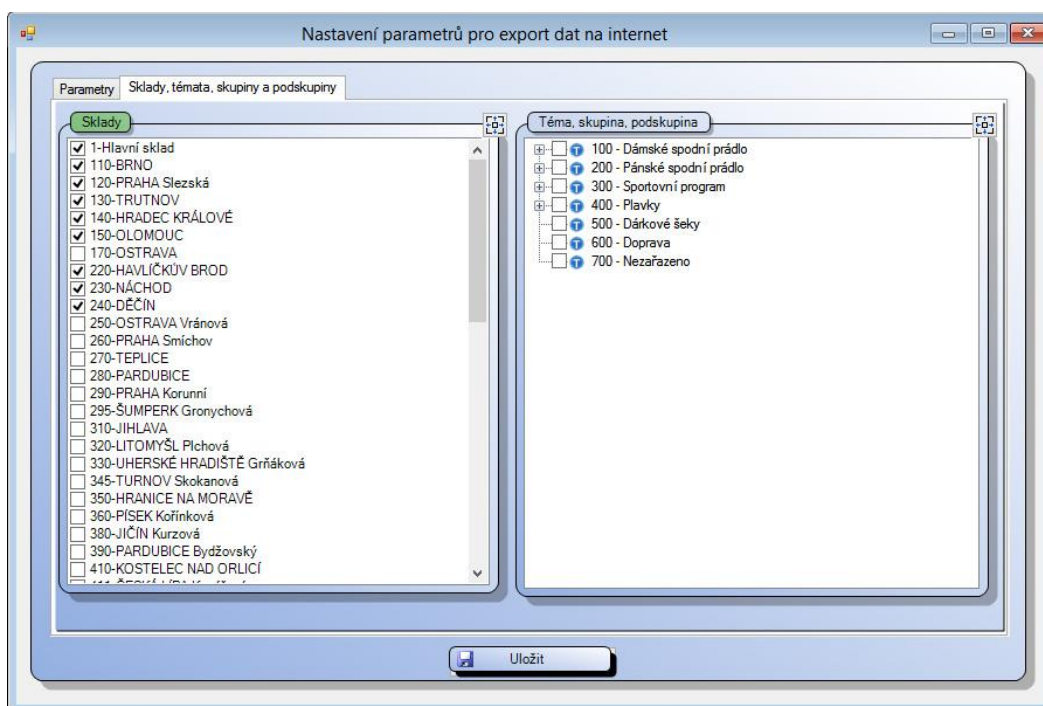 Nastavení parametrů pro export dat na internet
Parametry
Sklady, témata, skupiny a podskupiny
Sklady
1-Hlavní sklad
110-BRNO
120-PRAHA Slezská
130-TRUTNOV
140-HRADEC KRÁLOVÉ
150-OLOMOUC
170-OSTRAVA
220-HAVLÍČKŮV BROD
230-NÁCHOD
240-DĚČÍN
250-OSTRAVA Vránová
260-PRAHA Smíchov
270-TEPLICE
280-PARDUBICE
290-PRAHA Korunní
295-ŠUMPERK Gronychová
310-JIHLAVA
320-LITOMYŠL Plchová
330-UHERSKÉ HRADIŠTĚ Grňáková
345-TURNOV Skokanová
350-HRANICE NA MORAVĚ
360-PÍSEK Kořínková
380-JIČÍN Kurzová
390-PARDUBICE Bydžovský
410-KOSTELEC NAD ORLICÍ
Téma, skupina, podskupina
100 - Dámské spodní prádlo
200 - Pánské spodní prádlo
300 - Sportovní program
400 - Plavky
500 - Dárkové šeky
600 - Doprava
700 - Nezařazeno
Uložit